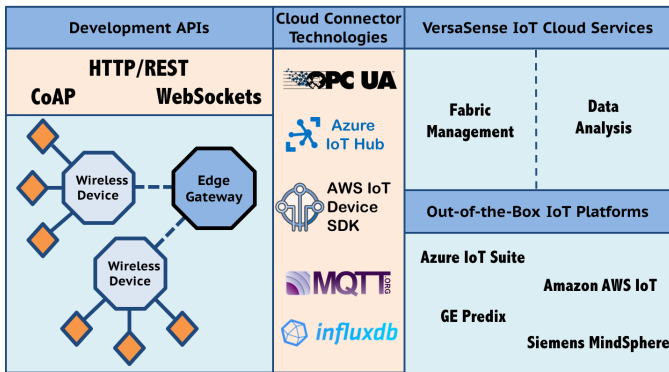 Development APIs
HTTP/REST
CoAP
WebSockets
Wireless
Device
Edge
Gateway
Wireless
Device
Cloud Connector
Technologies
OPC UA
Azure
IoT Hub
AWS IoT
Device
SDK
MQTT.ORG
influxdb
VersaSense IoT Cloud Services
Fabric
Management
Data
Analysis
Out-of-the-Box IoT Platforms
Azure IoT Suite
Amazon AWS IoT
GE Predix
Siemens MindSphere